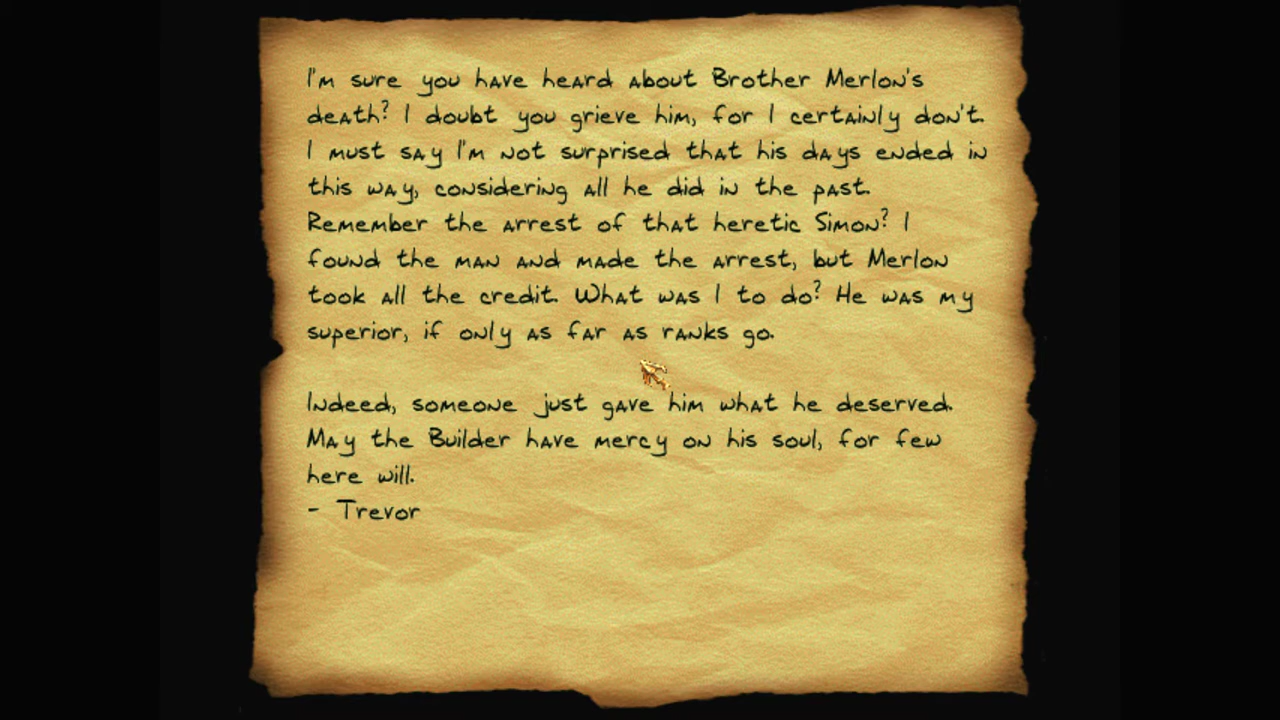 I'm sure you have heard about Brother Merlon's
death? I doubt you grieve him, for I certainly don't.
I must say I'm not surprised that his days ended in
this way, considering all he did in the past.
Remember the arrest of that heretic Simon? I
found the man and made the arrest, but Merlon
took all the credit. What was I to do? He was my
superior, if only as far as ranks go.
Indeed, someone just gave him what he deserved.
May the Builder have mercy on his soul, for few
here will.
- Trevor